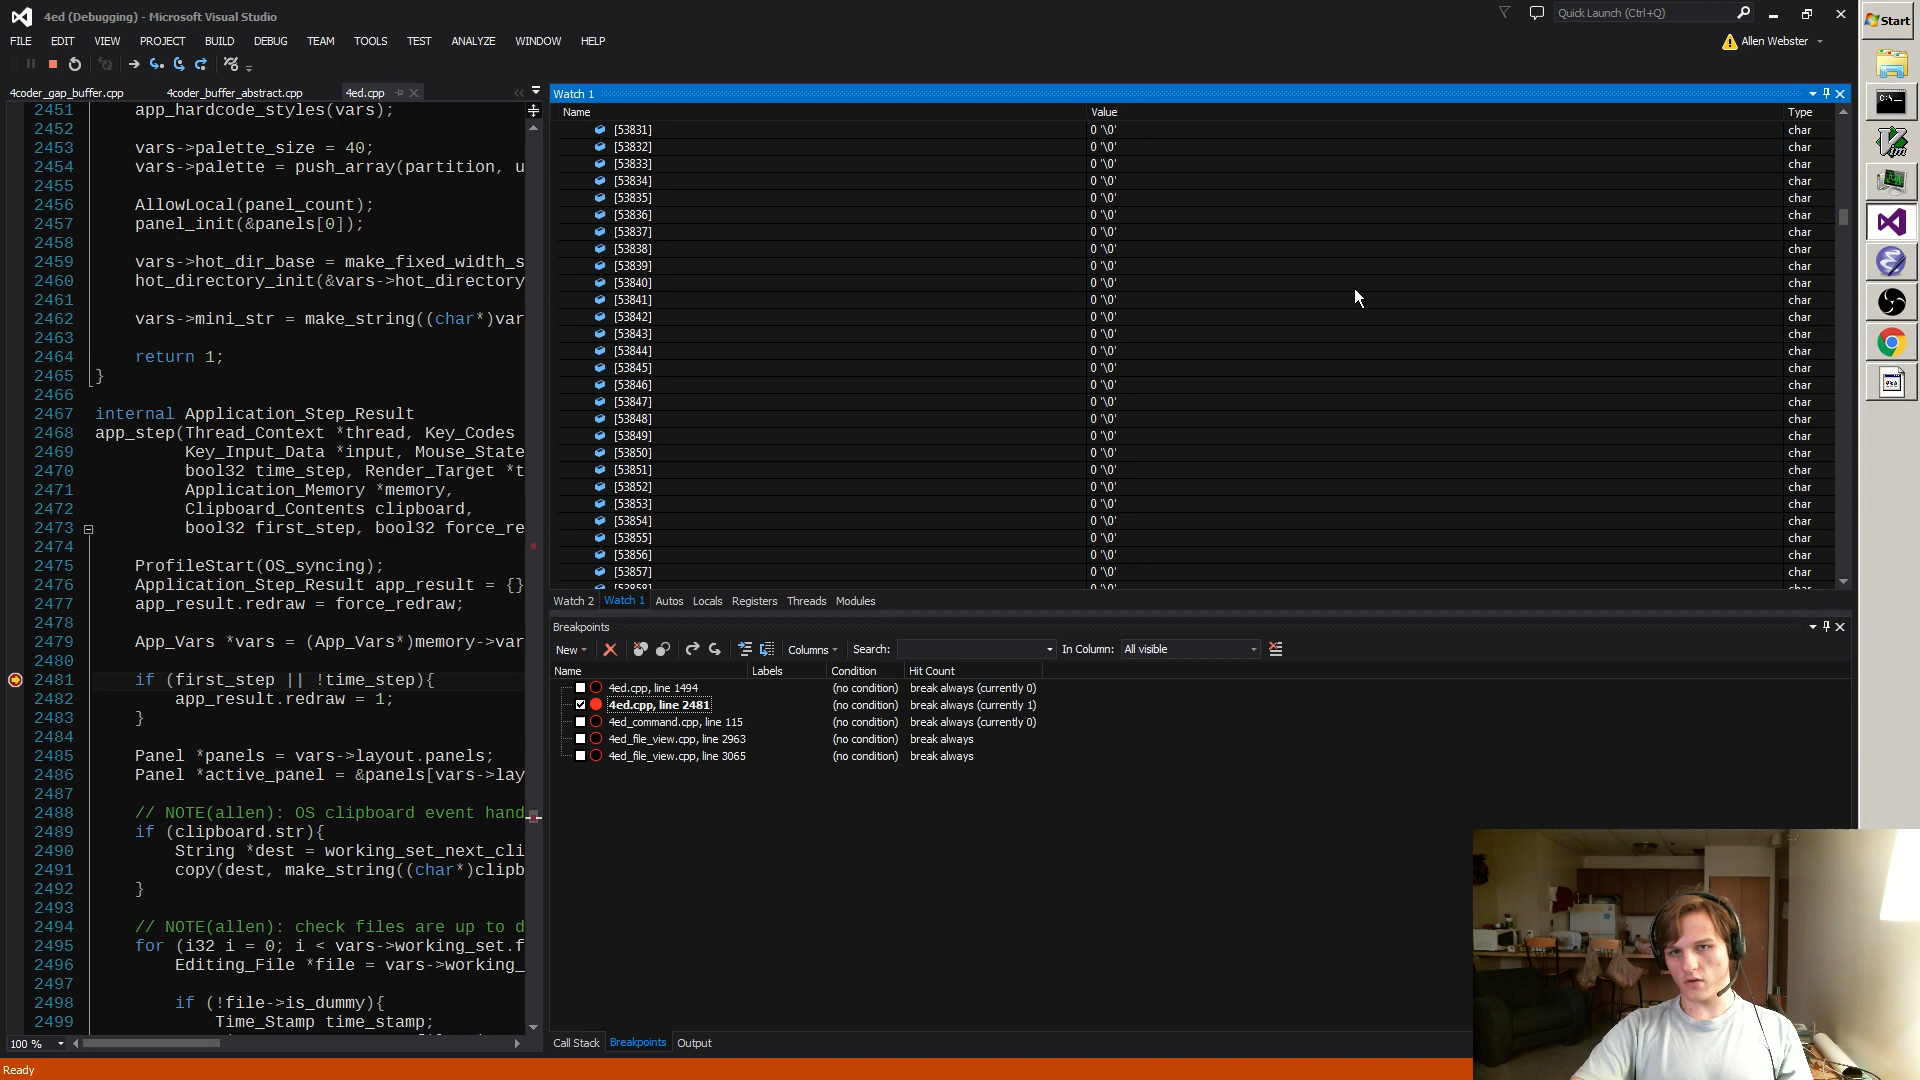 4ed (Debugging) - Microsoft Visual Studio
Quick Launch (Ctrl+Q)
FILE EDIT VIEW PROJECT BUILD DEBUG TEAM TOOLS TEST ANALYZE WINDOW HELP
Allen Webster
Start
4coder_gap_buffer.cpp 4coder_buffer_abstract.cpp 4ed.cpp
2451 app_hardcode_styles(vars);
2452
2453 vars->palette_size = 40;
2454 vars->palette = push_array(partition, u
2455
2456 AllowLocal(panel_count);
2457 panel_init(&panels[0]);
2458
2459 vars->hot_dir_base = make_fixed_width_s
2460 hot_directory_init(&vars->hot_directory
2461
2462 vars->mini_str = make_string((char*)var
2463
2464 return 1;
2465 }
2466
2467 internal Application_Step_Result
2468 app_step(Thread_Context *thread, Key_Codes
2469 Key_Input_Data *input, Mouse_State
2470 bool32 time_step, Render_Target *t
2471 Application_Memory *memory,
2472 Clipboard_Contents clipboard,
2473 bool32 first_step, bool32 force_re
2474
2475 ProfileStart(OS_syncing);
2476 Application_Step_Result app_result = {}
2477 app_result.redraw = force_redraw;
2478
2479 App_Vars *vars = (App_Vars*)memory->var
2480
2481 if (first_step || !time_step){
2482 app_result.redraw = 1;
2483 }
2484
2485 Panel *panels = vars->layout.panels;
2486 Panel *active_panel = &panels[vars->lay
2487
2488 // NOTE(allen): OS clipboard event hand
2489 if (clipboard.str){
2490 String *dest = working_set_next_cli
2491 copy(dest, make_string((char*)clipb
2492 }
2493
2494 // NOTE(allen): check files are up to d
2495 for (i32 i = 0; i < vars->working_set.f
2496 Editing_File *file = vars->working_
2497
2498 if (!file->is_dummy){
2499 Time_Stamp time_stamp;
100 %
Ready
Watch 1
Name Value Type
[53831] 0 '\0' char
[53832] 0 '\0' char
[53833] 0 '\0' char
[53834] 0 '\0' char
[53835] 0 '\0' char
[53836] 0 '\0' char
[53837] 0 '\0' char
[53838] 0 '\0' char
[53839] 0 '\0' char
[53840] 0 '\0' char
[53841] 0 '\0' char
[53842] 0 '\0' char
[53843] 0 '\0' char
[53844] 0 '\0' char
[53845] 0 '\0' char
[53846] 0 '\0' char
[53847] 0 '\0' char
[53848] 0 '\0' char
[53849] 0 '\0' char
[53850] 0 '\0' char
[53851] 0 '\0' char
[53852] 0 '\0' char
[53853] 0 '\0' char
[53854] 0 '\0' char
[53855] 0 '\0' char
[53856] 0 '\0' char
[53857] 0 '\0' char
[53858] 0 '\0' char
Watch 2 Watch 1 Autos Locals Registers Threads Modules
Breakpoints
New Columns Search: In Column: All visible
Name Labels Condition Hit Count
4ed.cpp, line 1494 (no condition) break always (currently 0)
4ed.cpp, line 2481 (no condition) break always (currently 1)
4ed_command.cpp, line 115 (no condition) break always (currently 0)
4ed_file_view.cpp, line 2963 (no condition) break always
4ed_file_view.cpp, line 3065 (no condition) break always
Call Stack Breakpoints Output